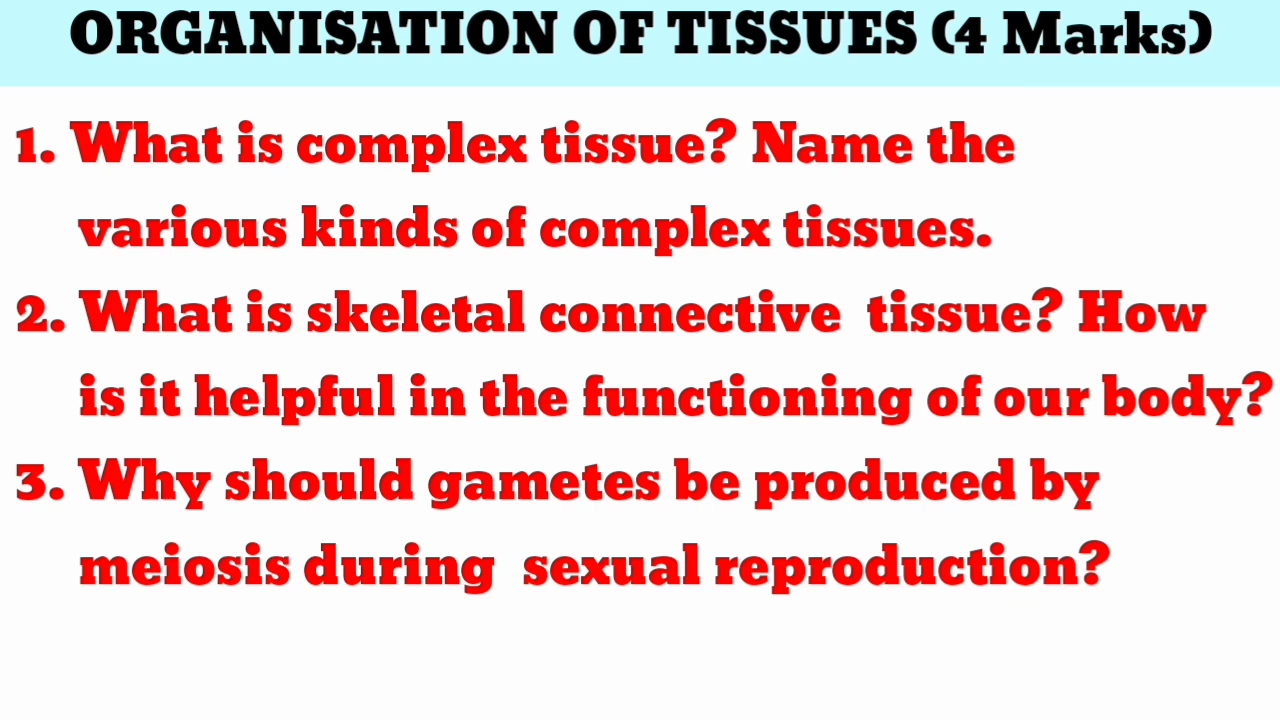 ORGANISATION OF TISSUES (4 Marks)
1. What is complex tissue? Name the
various kinds of complex tissues.
2. What is skeletal connective tissue? How
is it helpful in the functioning of our body?
3. Why should gametes be produced by
meiosis during sexual reproduction?